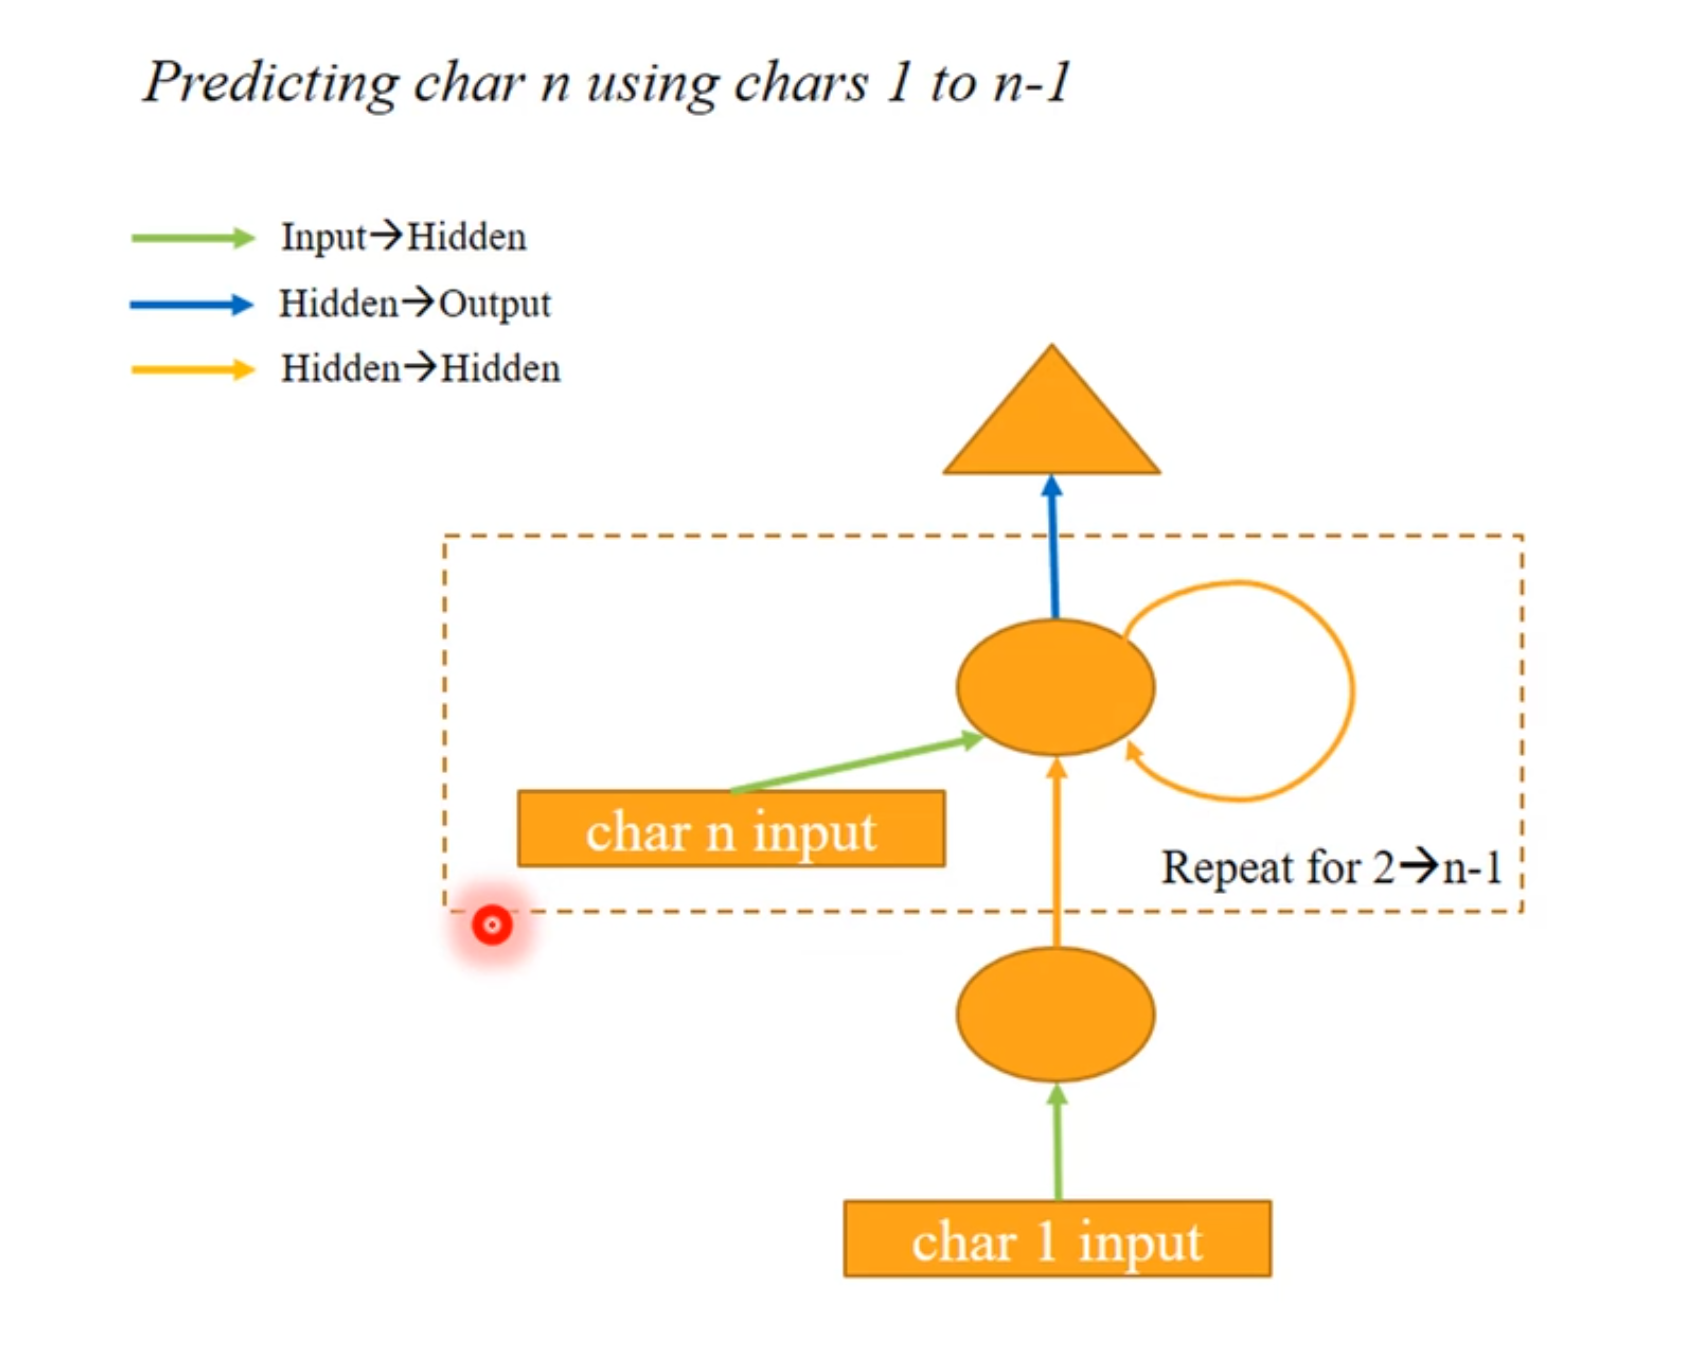 Predicting char n using chars 1 to n-1
Input→Hidden
Hidden→Output
Hidden→Hidden
char n input
Repeat for 2→n-1
char 1 input